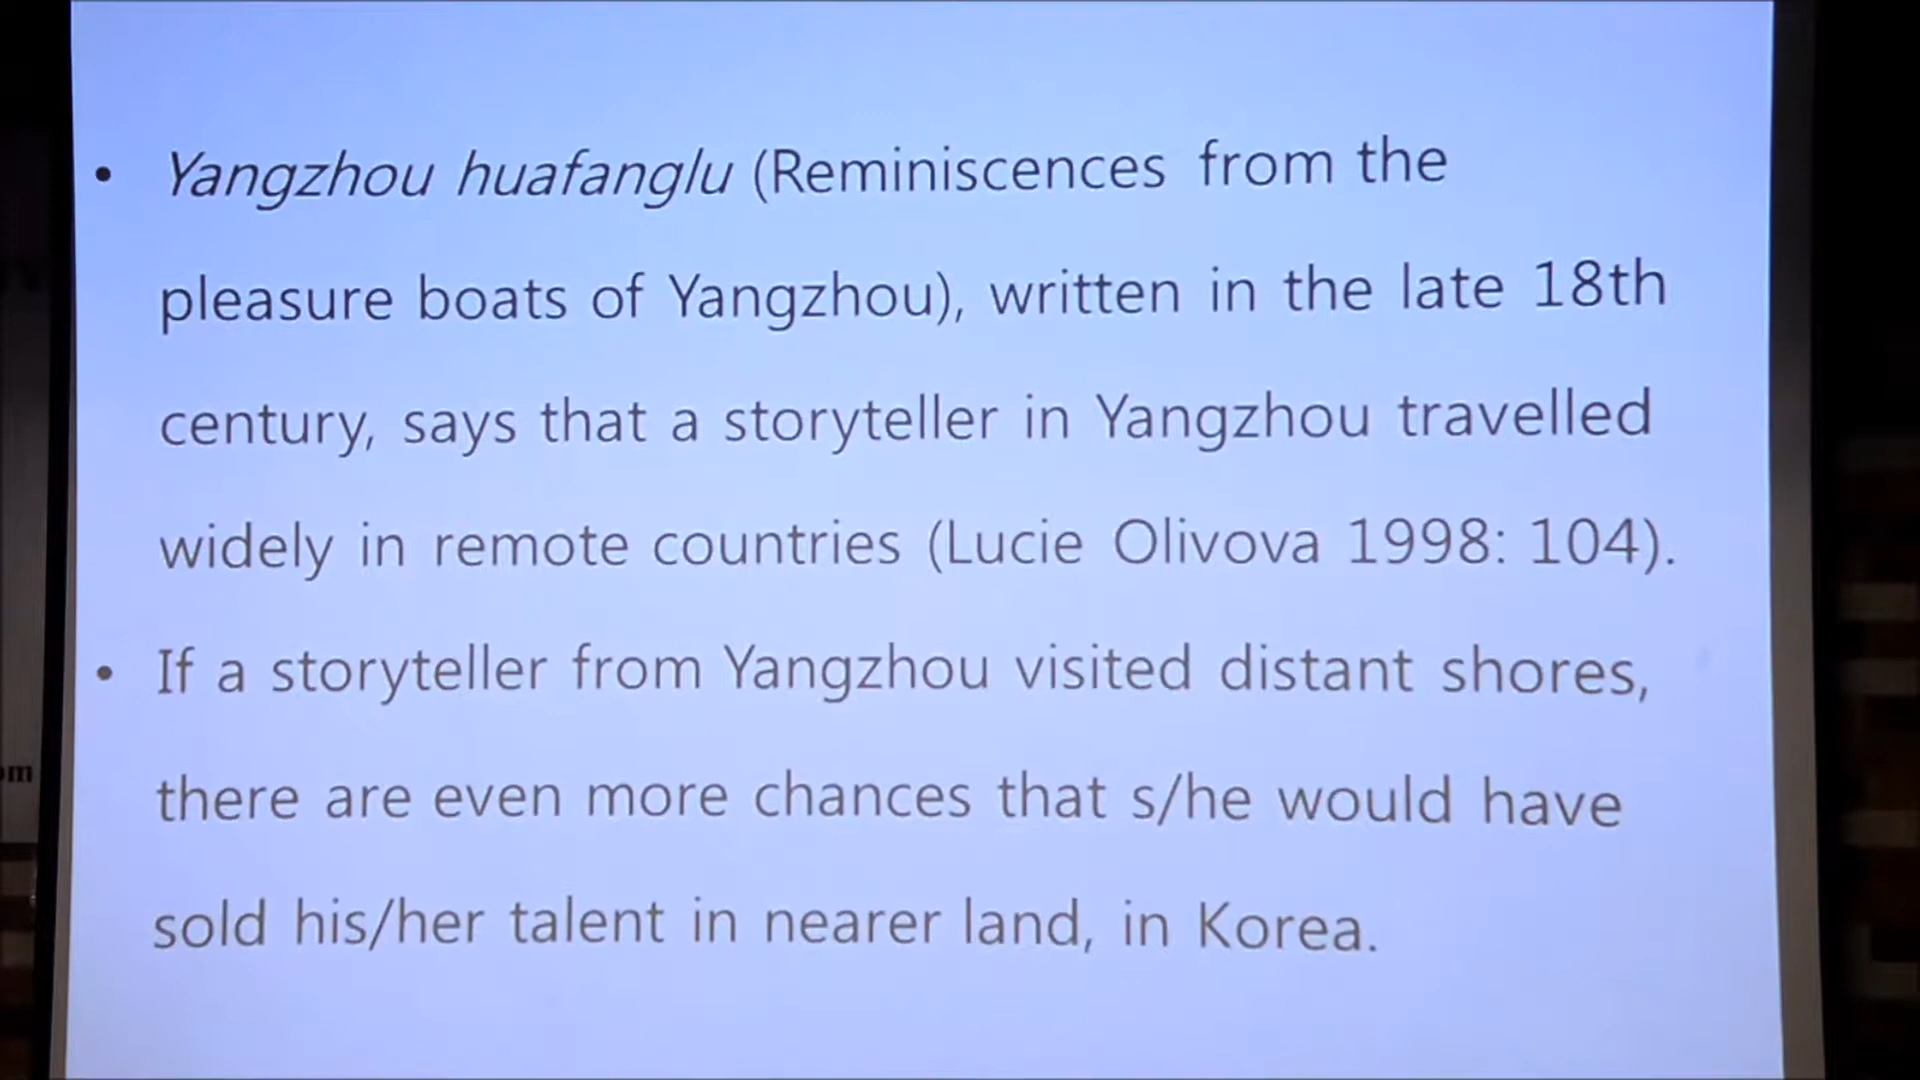 • Yangzhou huafanglu (Reminiscences from the
pleasure boats of Yangzhou), written in the late 18th
century, says that a storyteller in Yangzhou travelled
widely in remote countries (Lucie Olivova 1998: 104).
• If a storyteller from Yangzhou visited distant shores,
there are even more chances that s/he would have
sold his/her talent in nearer land, in Korea.